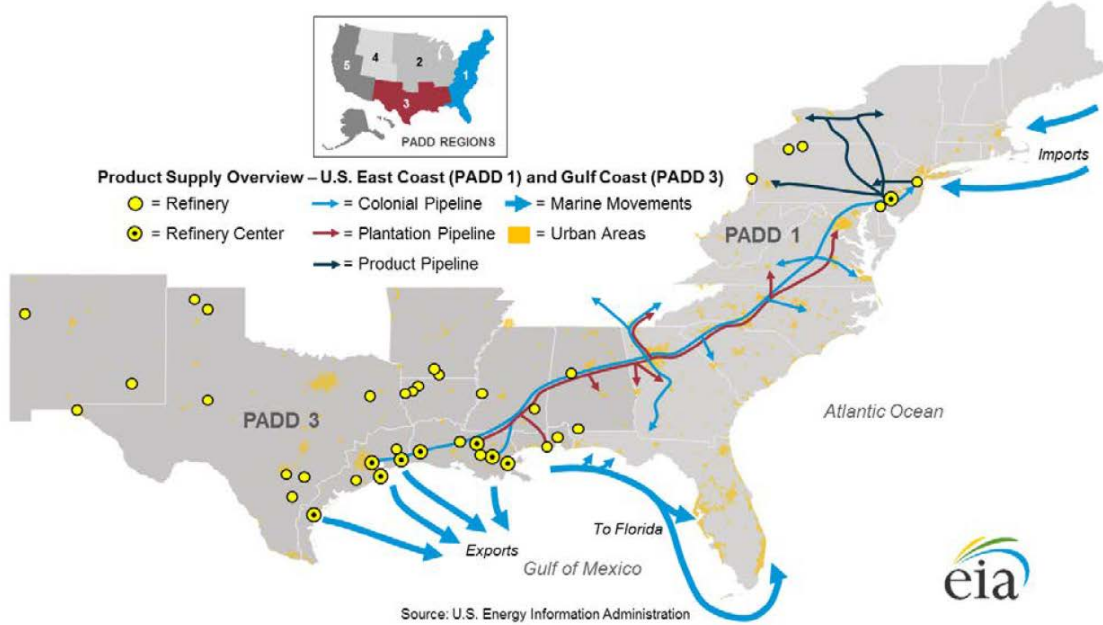 5
4
2
1
3
PADD REGIONS
Product Supply Overview – U.S. East Coast (PADD 1) and Gulf Coast (PADD 3)
= Refinery
= Colonial Pipeline
= Marine Movements
= Refinery Center
= Plantation Pipeline
= Urban Areas
= Product Pipeline
Imports
PADD 1
PADD 3
Atlantic Ocean
To Florida
Exports
Gulf of Mexico
eia
Source: U.S. Energy Information Administration